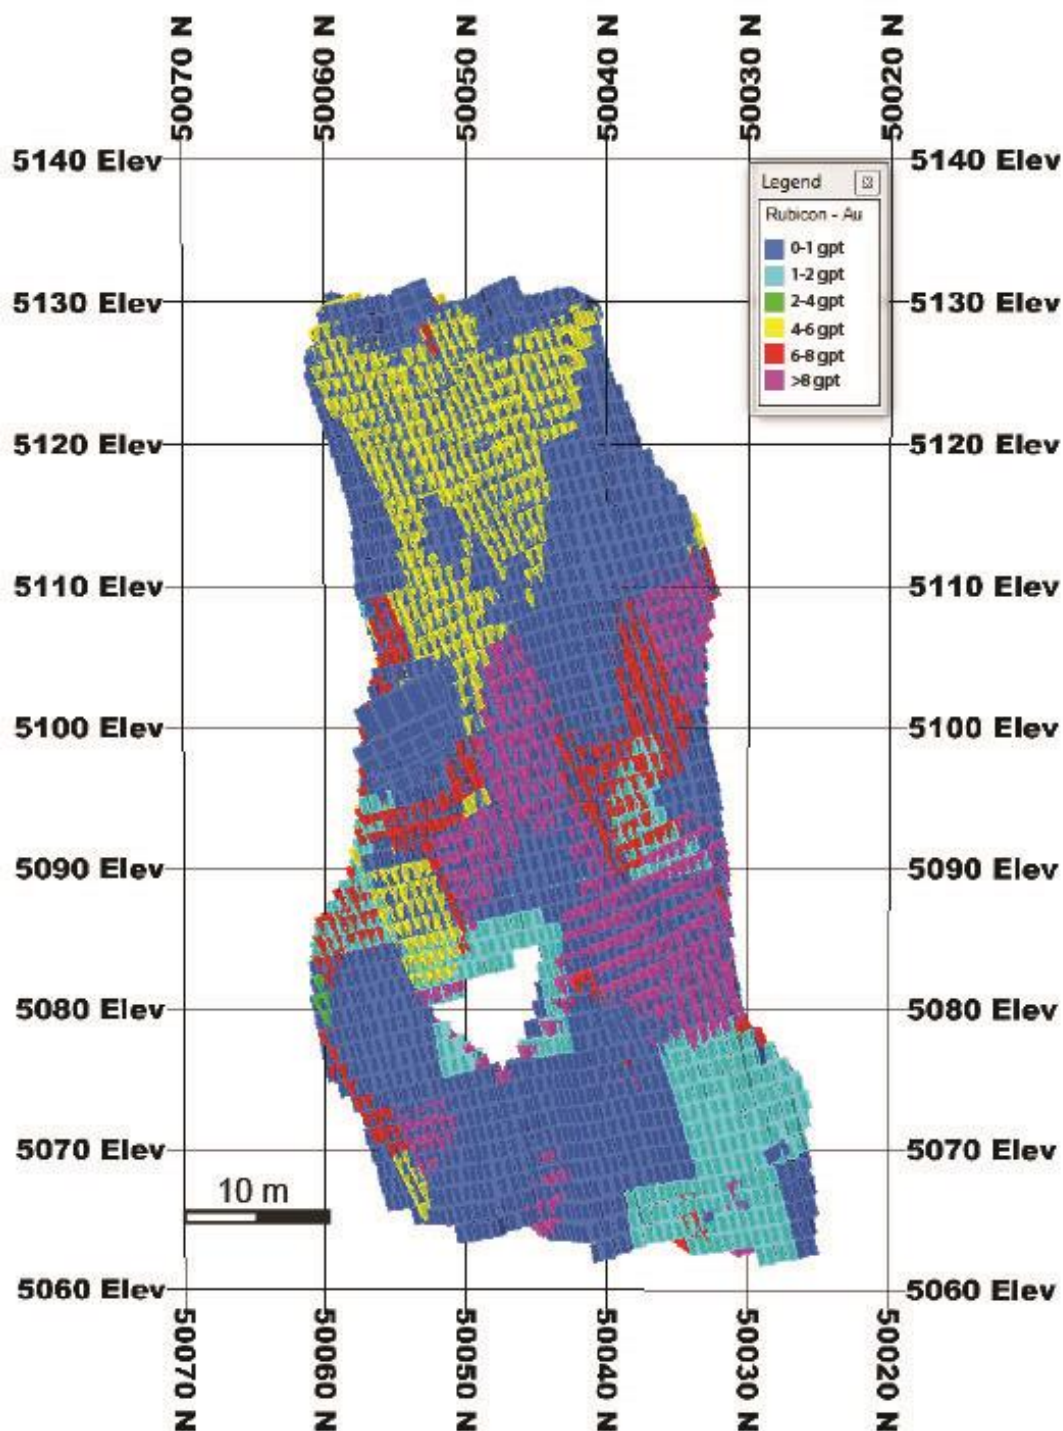 50070 N
50060 N
50050 N
50040 N
50030 N
50020 N
5140 Elev
5140 Elev
Legend
Rubicon - Au
0-1 gpt
1-2 gpt
2-4 gpt
4-6 gpt
6-8 gpt
>8 gpt
5130 Elev
5130 Elev
5120 Elev
5120 Elev
5110 Elev
5110 Elev
5100 Elev
5100 Elev
5090 Elev
5090 Elev
5080 Elev
5080 Elev
5070 Elev
5070 Elev
10 m
5060 Elev
5060 Elev
50070 N
50060 N
50050 N
50040 N
50030 N
50020 N